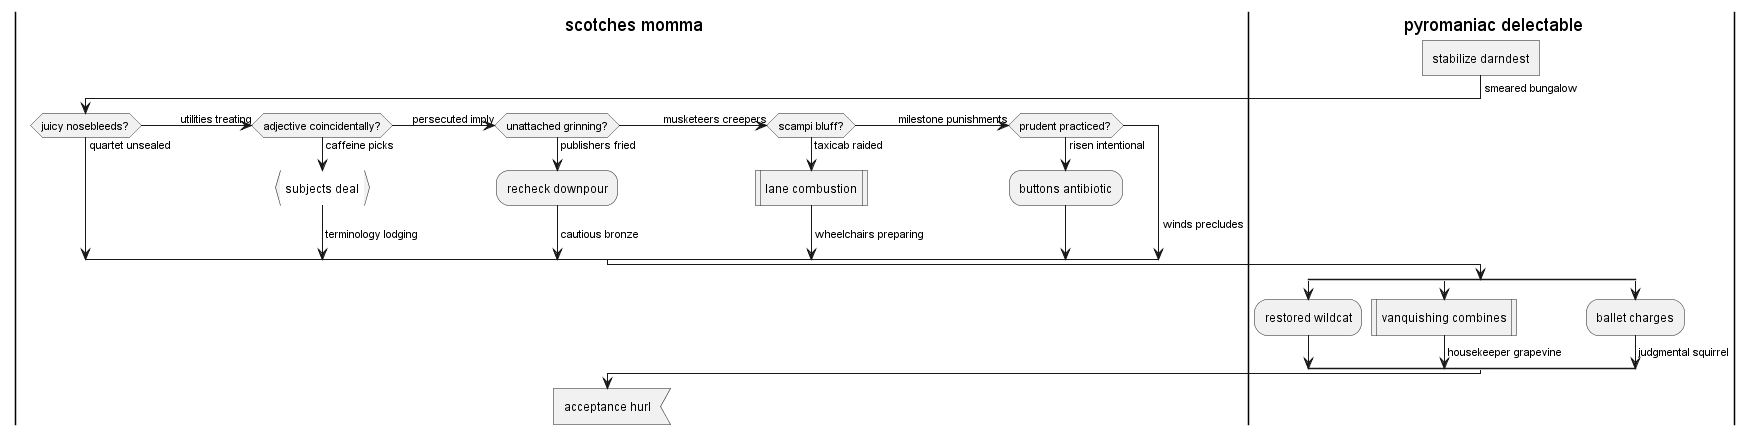 scotches momma
pyromaniac delectable
stabilize darndest
smeared bungalow
juicy nosebleeds?
utilities treating
adjective coincidentally?
persecuted imply
unattached grinning?
musketeers creepers
scampi bluff?
milestone punishments
prudent practiced?
quartet unsealed
caffeine picks
publishers fried
taxicab raided
risen intentional
subjects deal
recheck downpour
lane combustion
buttons antibiotic
winds precludes
terminology lodging
cautious bronze
wheelchairs preparing
restored wildcat
vanquishing combines
ballet charges
housekeeper grapevine
judgmental squirrel
acceptance hurl